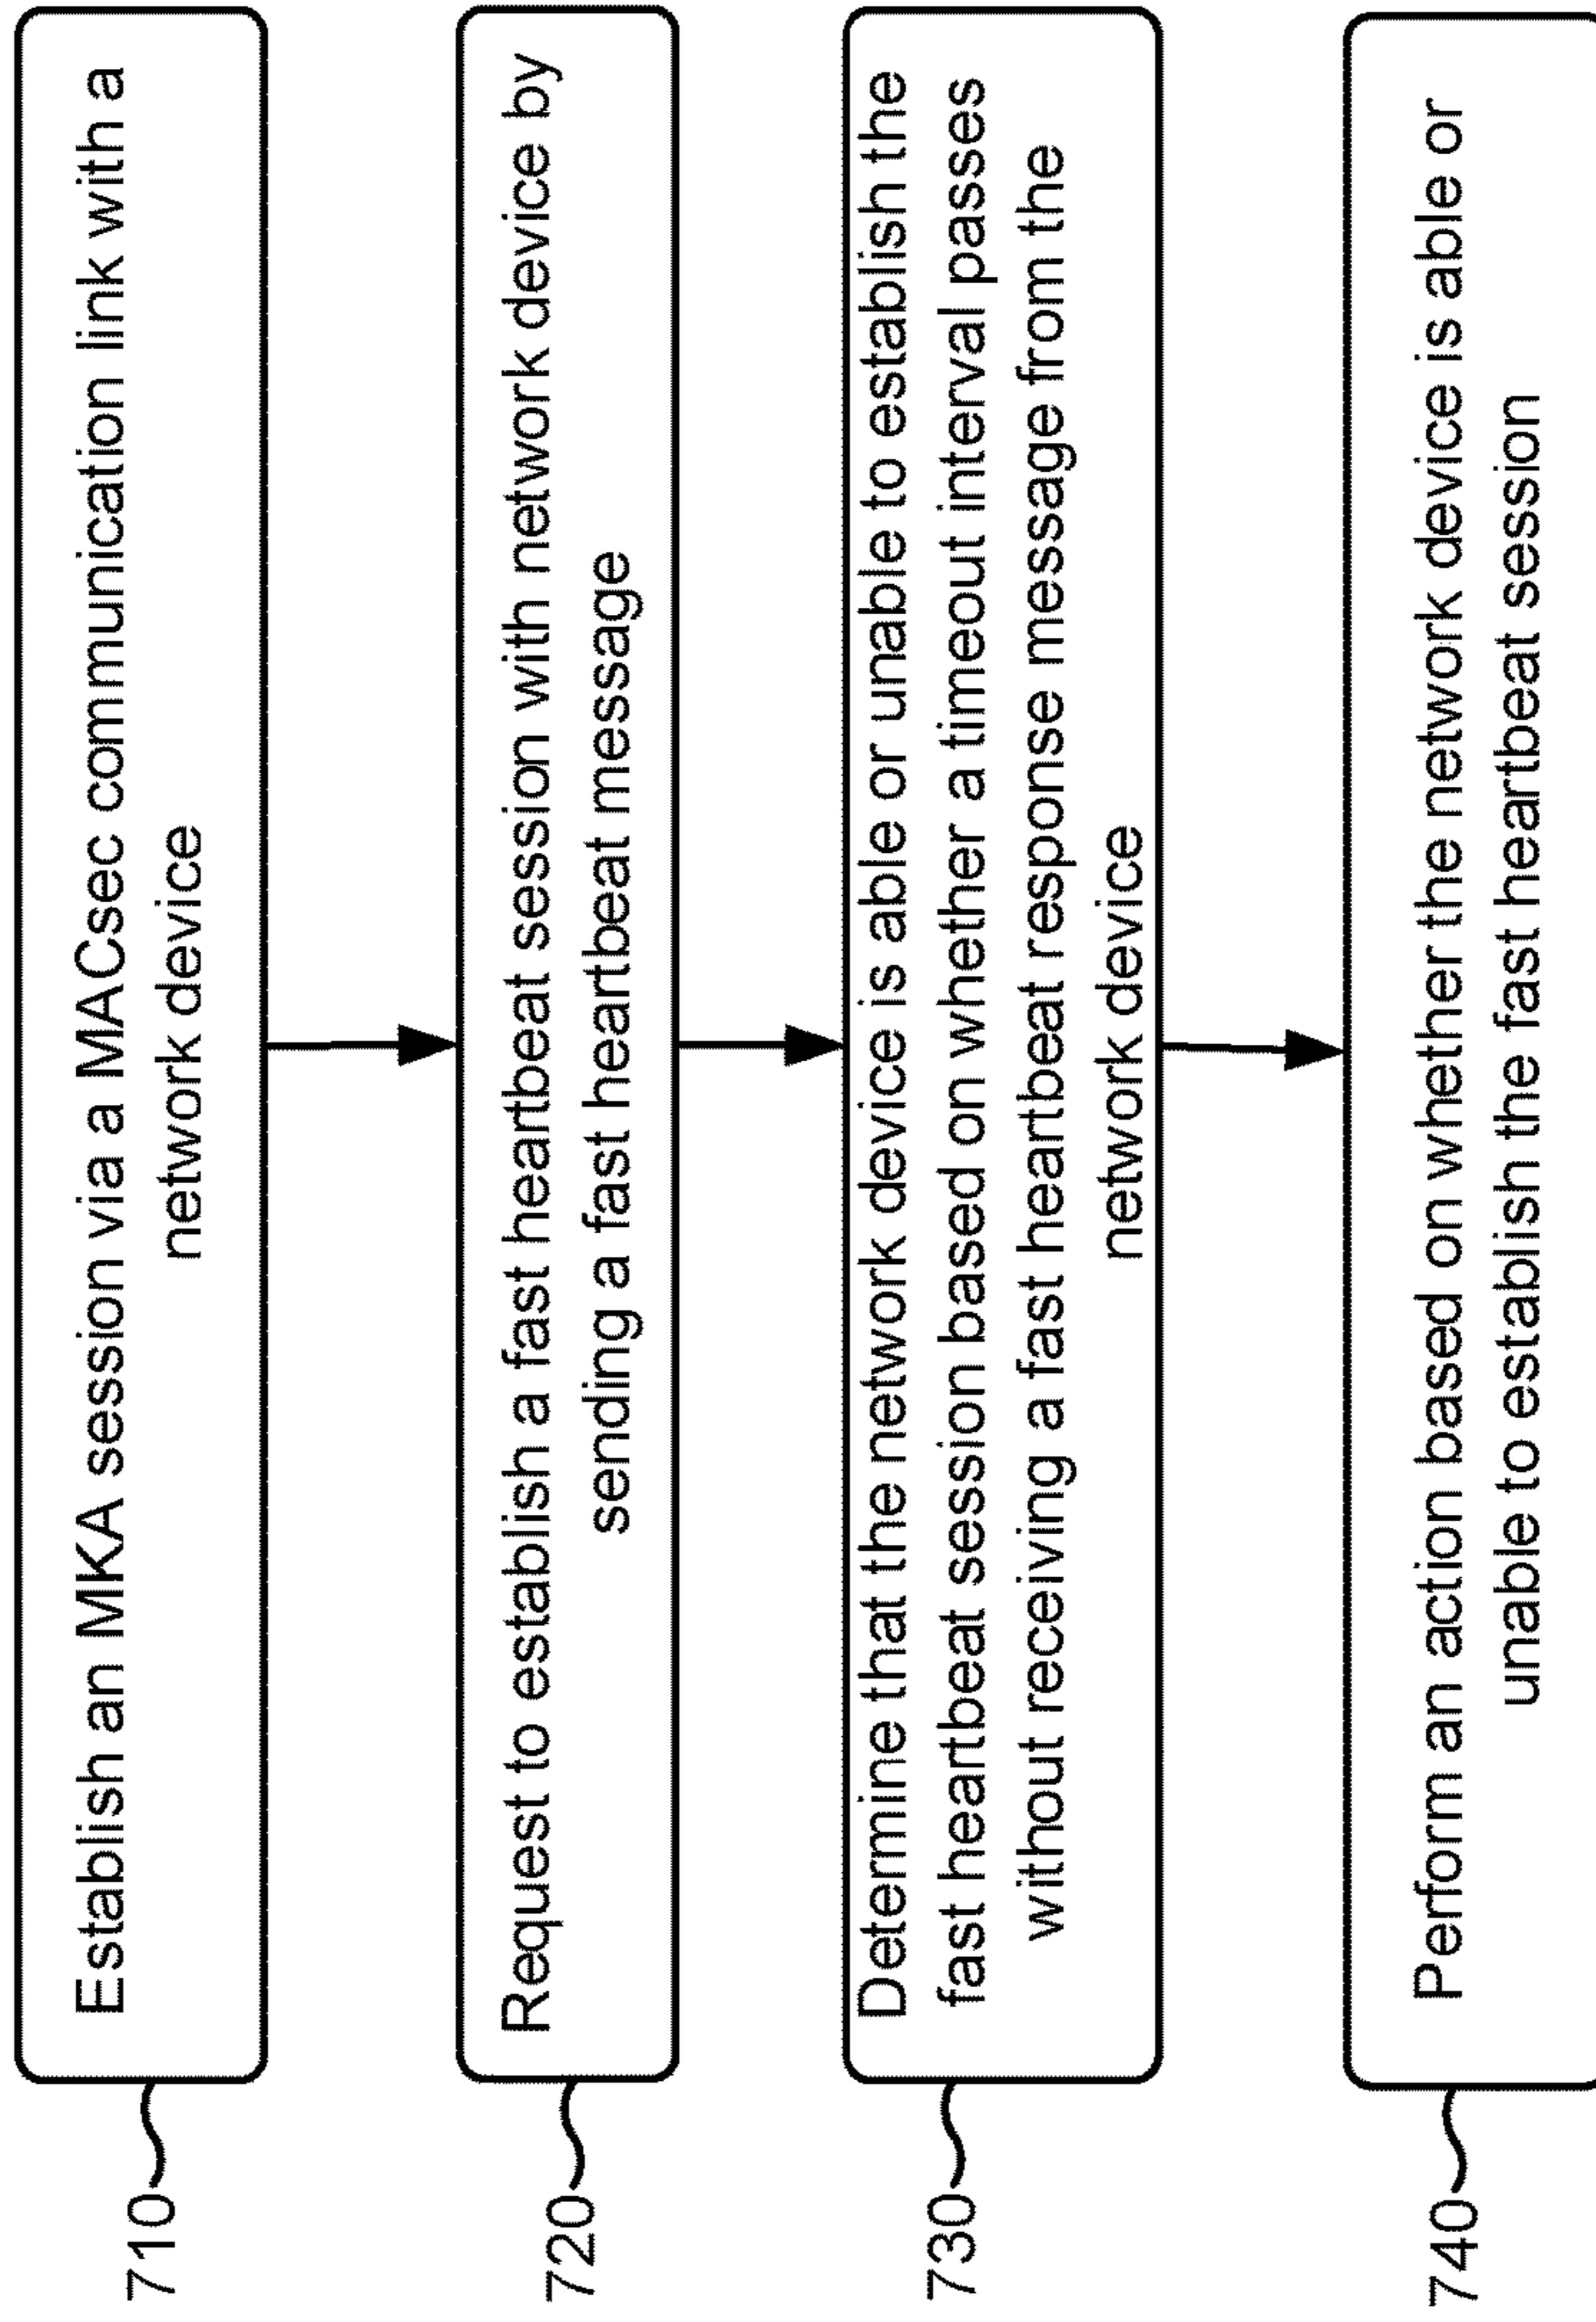 710
Establish an MKA session via a MACsec communication link with a
network device
720
Request to establish a fast heartbeat session with network device by
sending a fast heartbeat message
730
Determine that the network device is able or unable to establish the
fast heartbeat session based on whether a timeout interval passes
without receiving a fast heartbeat response message from the
network device
740
Perform an action based on whether the network device is able or
unable to establish the fast heartbeat session